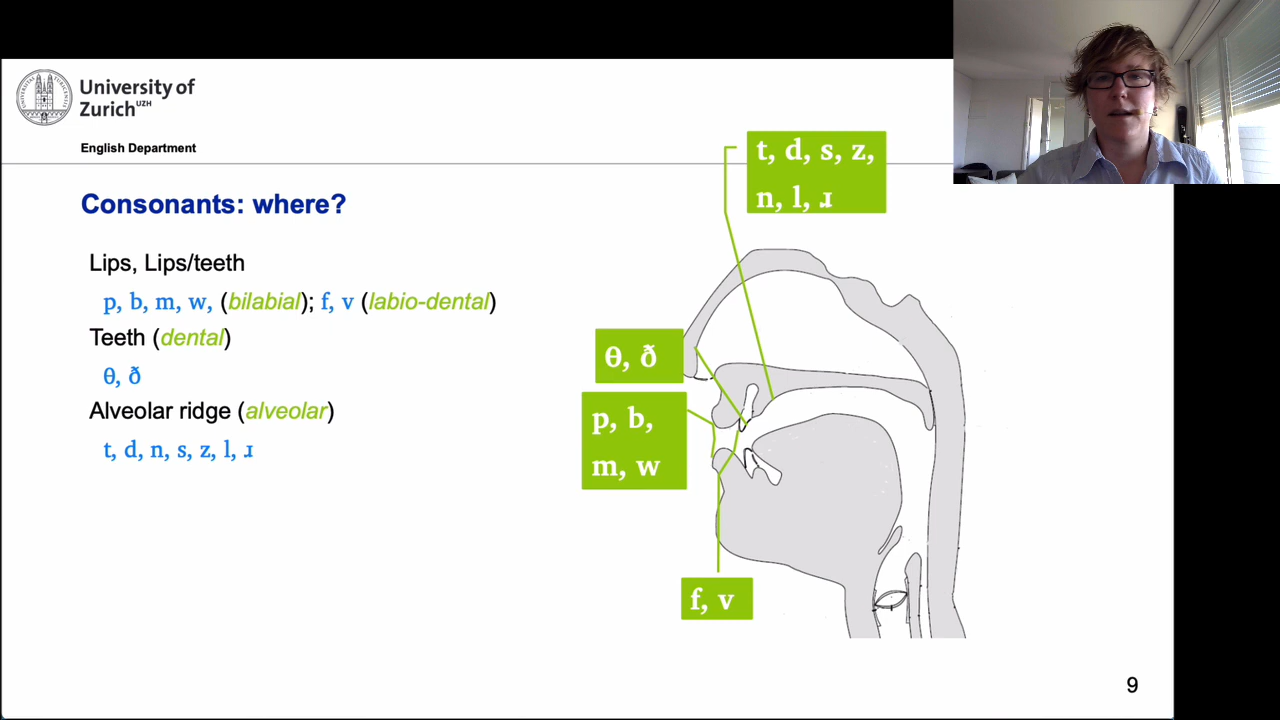 University of
Zurich UZH
English Department
Consonants: where?
Lips, Lips/teeth
p, b, m, w, (bilabial); f, v (labio-dental)
Teeth (dental)
θ, ð
Alveolar ridge (alveolar)
t, d, n, s, z, l, ɹ
t, d, s, z,
n, l, ɹ
θ, ð
p, b,
m, w
f, v
9